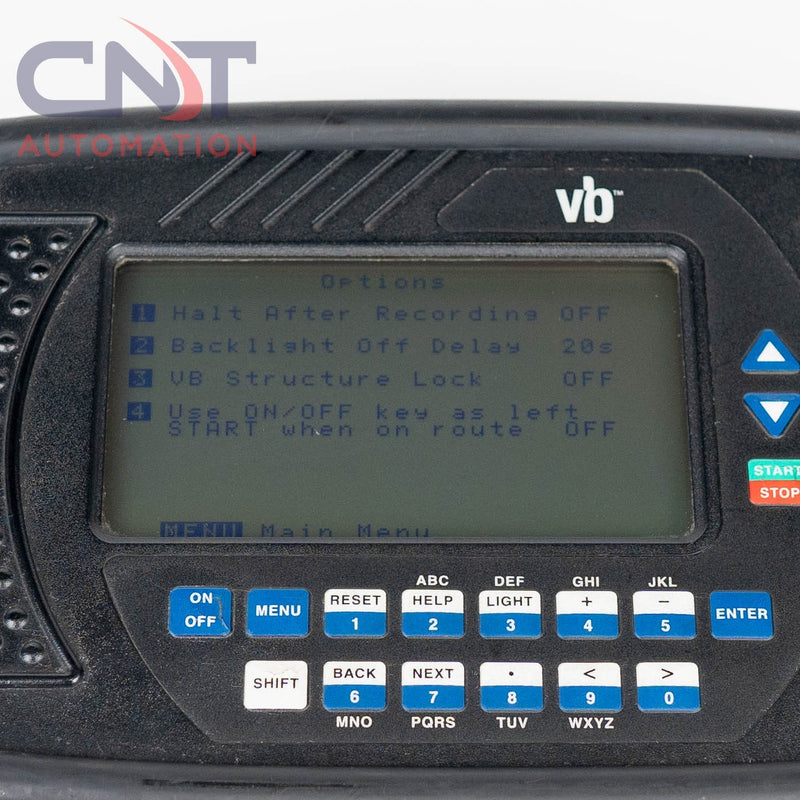 CNT
AUTOMATION
vb™
Options
1 Halt After Recording OFF
2 Backlight Off Delay 20s
3 VB Structure Lock OFF
4 Use ON/OFF key as left
START when on route OFF
MENU Main Menu
START
STOP
ABC DEF GHI JKL
ON OFF MENU RESET 1 HELP 2 LIGHT 3 + 4 − 5 ENTER
SHIFT BACK 6 NEXT 7 • 8 < 9 > 0
MNO PQRS TUV WXYZ